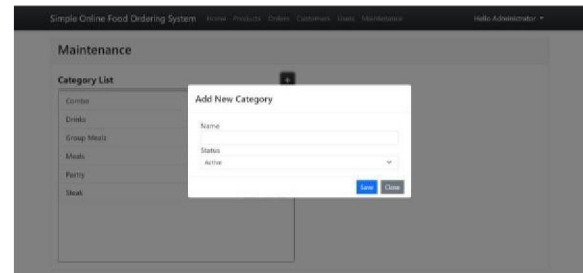 Simple Online Food Ordering System Home Products Orders Customers Users Maintenance Hello Administrator
Maintenance
Category List
+
Combo
Drinks
Group Meals
Meals
Pastry
Steak
Add New Category
Name
Status
Active
Save Close